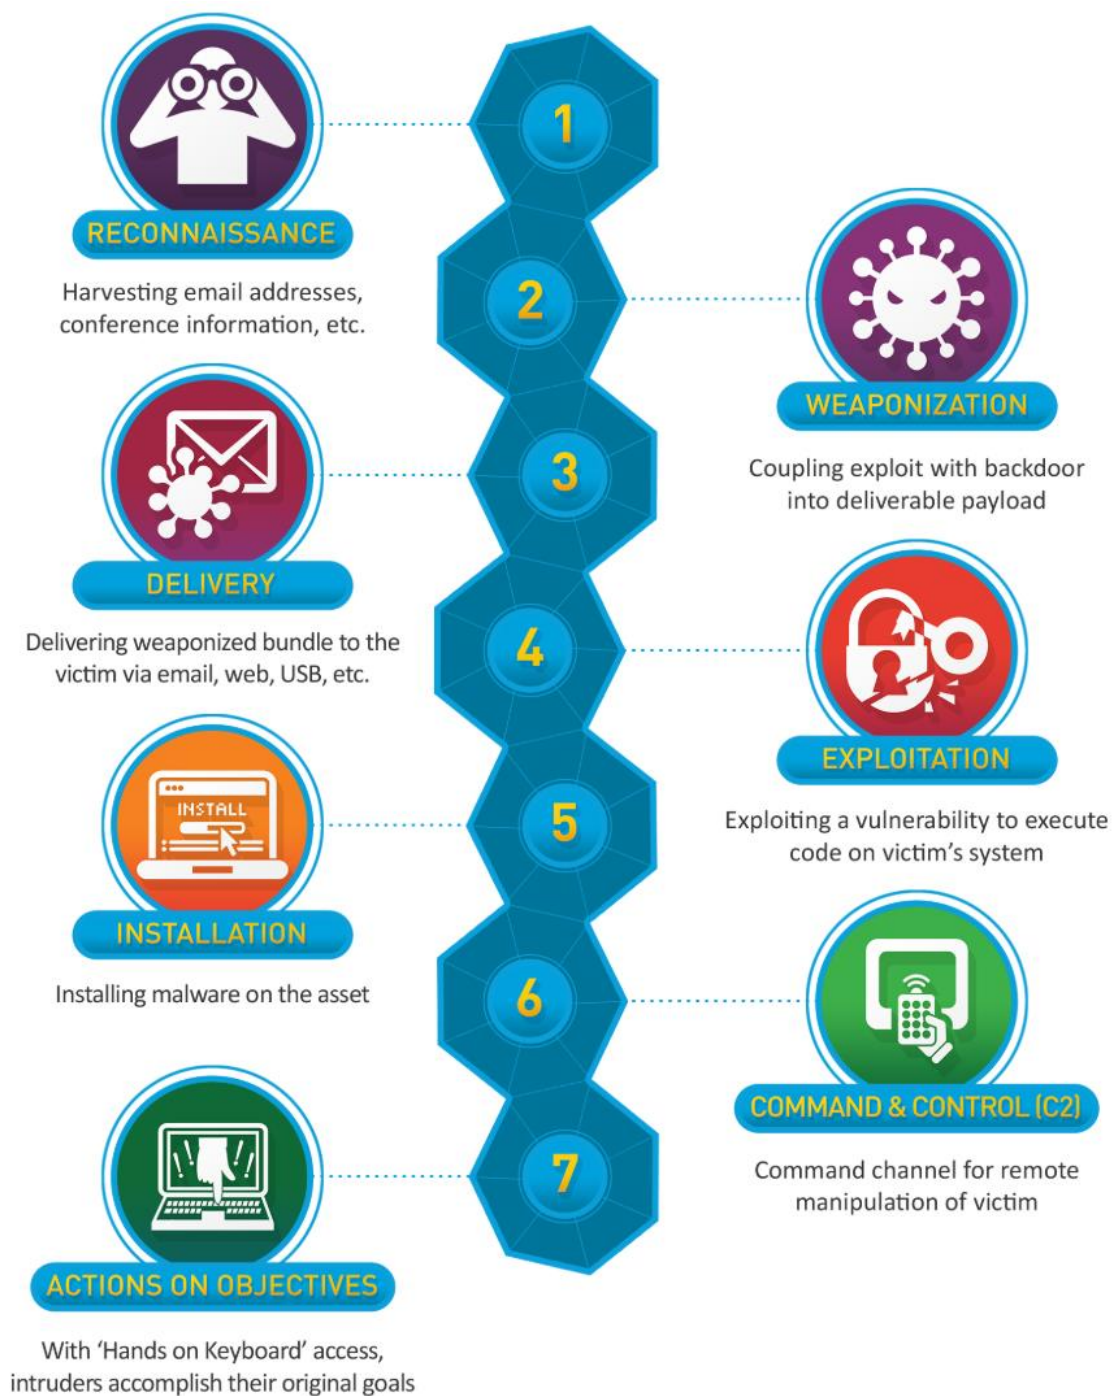 1
RECONNAISSANCE
Harvesting email addresses,
conference information, etc.
2
WEAPONIZATION
Coupling exploit with backdoor
into deliverable payload
3
DELIVERY
Delivering weaponized bundle to the
victim via email, web, USB, etc.
4
EXPLOITATION
Exploiting a vulnerability to execute
code on victim’s system
5
INSTALL
INSTALLATION
Installing malware on the asset
6
COMMAND & CONTROL (C2)
Command channel for remote
manipulation of victim
7
ACTIONS ON OBJECTIVES
With ‘Hands on Keyboard’ access,
intruders accomplish their original goals